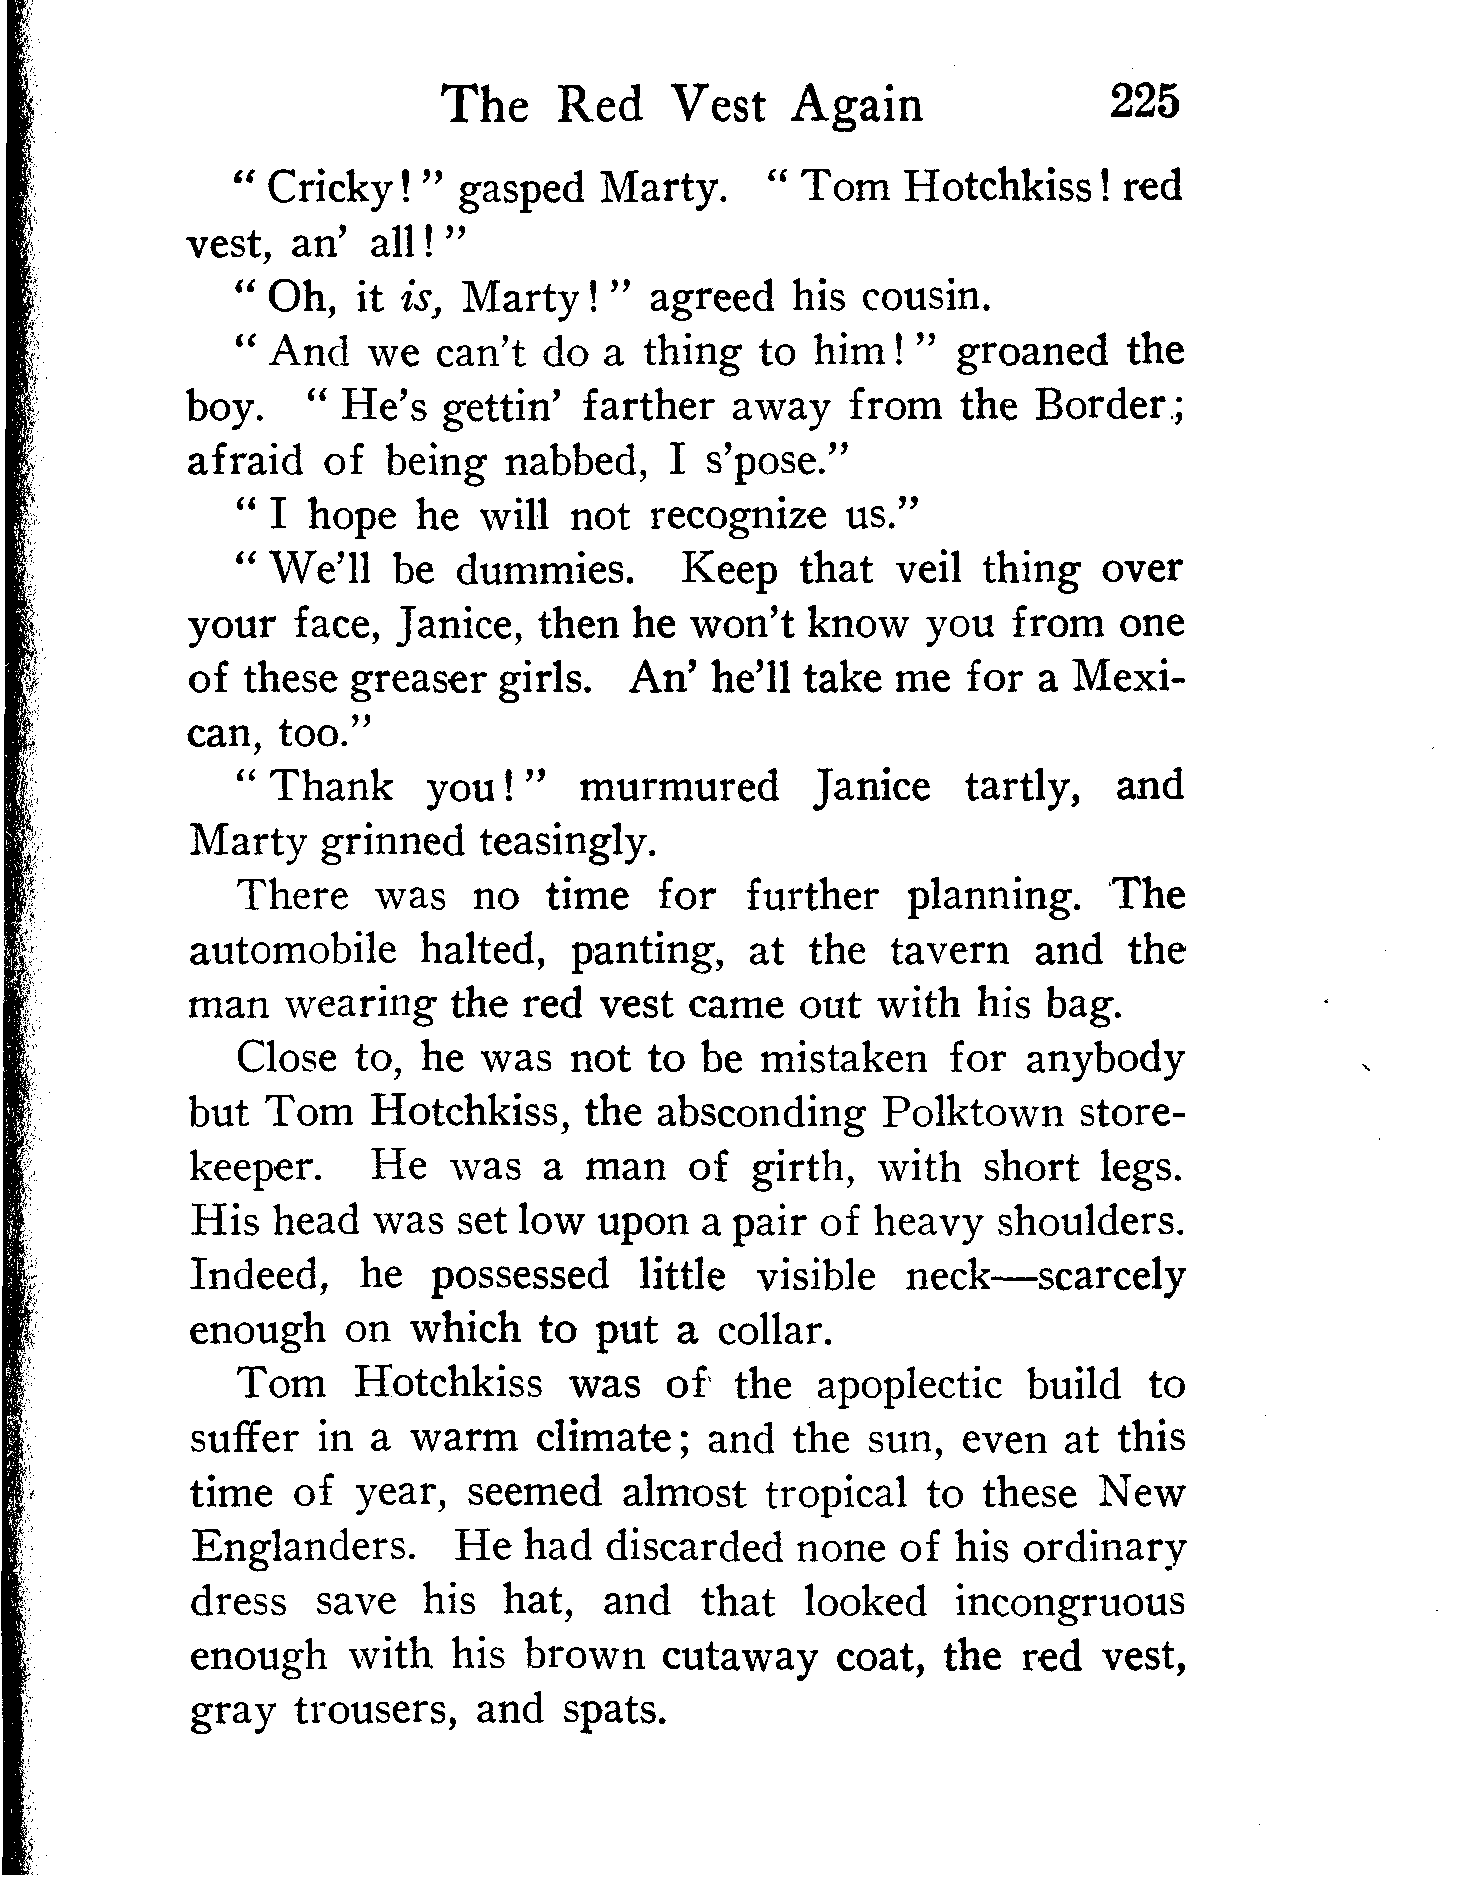 The Red Vest Again 225
" Cricky! " gasped Marty. " Tom Hotchkiss! red
vest, an' all! "
" Oh, it is, Marty! " agreed his cousin.
" And we can't do a thing to him! " groaned the
boy. " He's gettin' farther away from the Border;
afraid of being nabbed, I s'pose."
" I hope he will not recognize us."
" We'll be dummies. Keep that veil thing over
your face, Janice, then he won't know you from one
of these greaser girls. An' he'll take me for a Mexi-
can, too."
" Thank you! " murmured Janice tartly, and
Marty grinned teasingly.
There was no time for further planning. The
automobile halted, panting, at the tavern and the
man wearing the red vest came out with his bag.
Close to, he was not to be mistaken for anybody
but Tom Hotchkiss, the absconding Polktown store-
keeper. He was a man of girth, with short legs.
His head was set low upon a pair of heavy shoulders.
Indeed, he possessed little visible neck—scarcely
enough on which to put a collar.
Tom Hotchkiss was of the apoplectic build to
suffer in a warm climate; and the sun, even at this
time of year, seemed almost tropical to these New
Englanders. He had discarded none of his ordinary
dress save his hat, and that looked incongruous
enough with his brown cutaway coat, the red vest,
gray trousers, and spats.